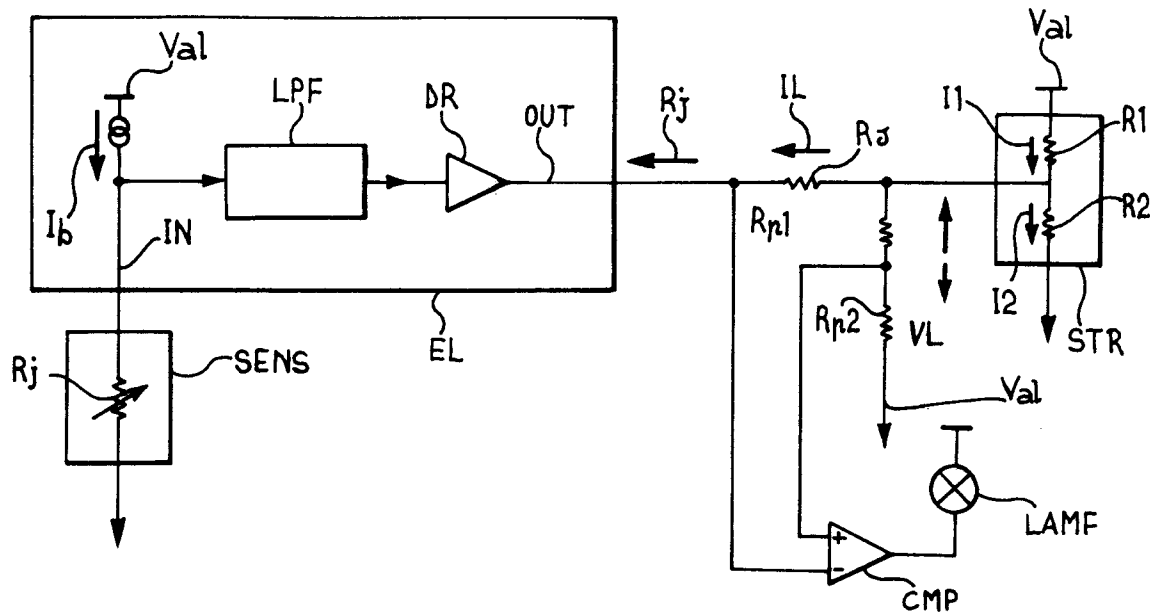 Val
LPF
DR
OUT
Rj
IL
Rs
Val
I1
R1
Ib
IN
Rp1
R2
I2
Rp2
VL
STR
EL
Rj
SENS
Val
+
-
LAMF
CMP